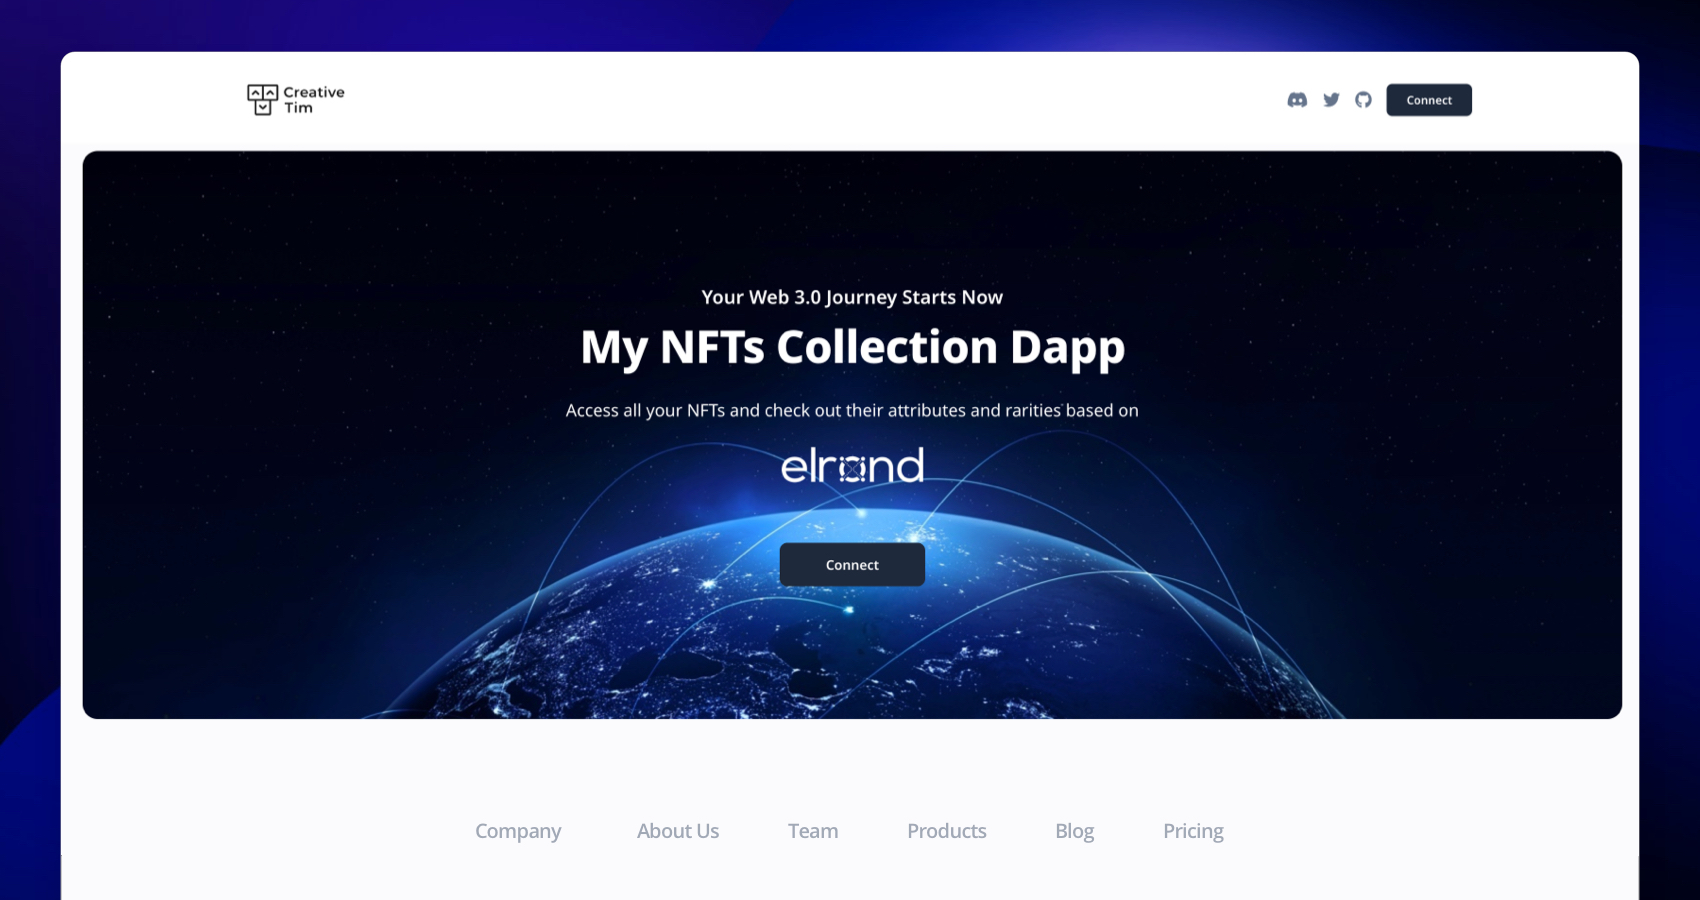 Creative
Tim
Connect
Your Web 3.0 Journey Starts Now
My NFTs Collection Dapp
Access all your NFTs and check out their attributes and rarities based on
elrond
Connect
Company
About Us
Team
Products
Blog
Pricing